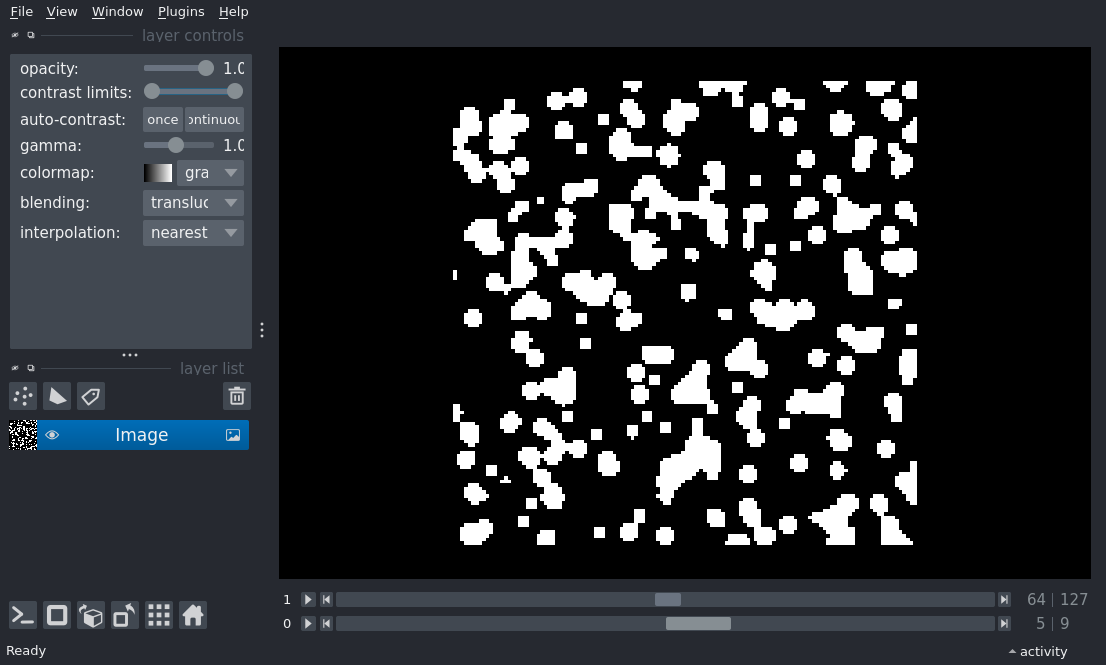 File View Window Plugins Help
layer controls
opacity: 1.0
contrast limits:
auto-contrast: once ontinuou
gamma: 1.0
colormap: gra
blending: transluc
interpolation: nearest
layer list
Image
1 64 | 127
0 5 | 9
Ready activity